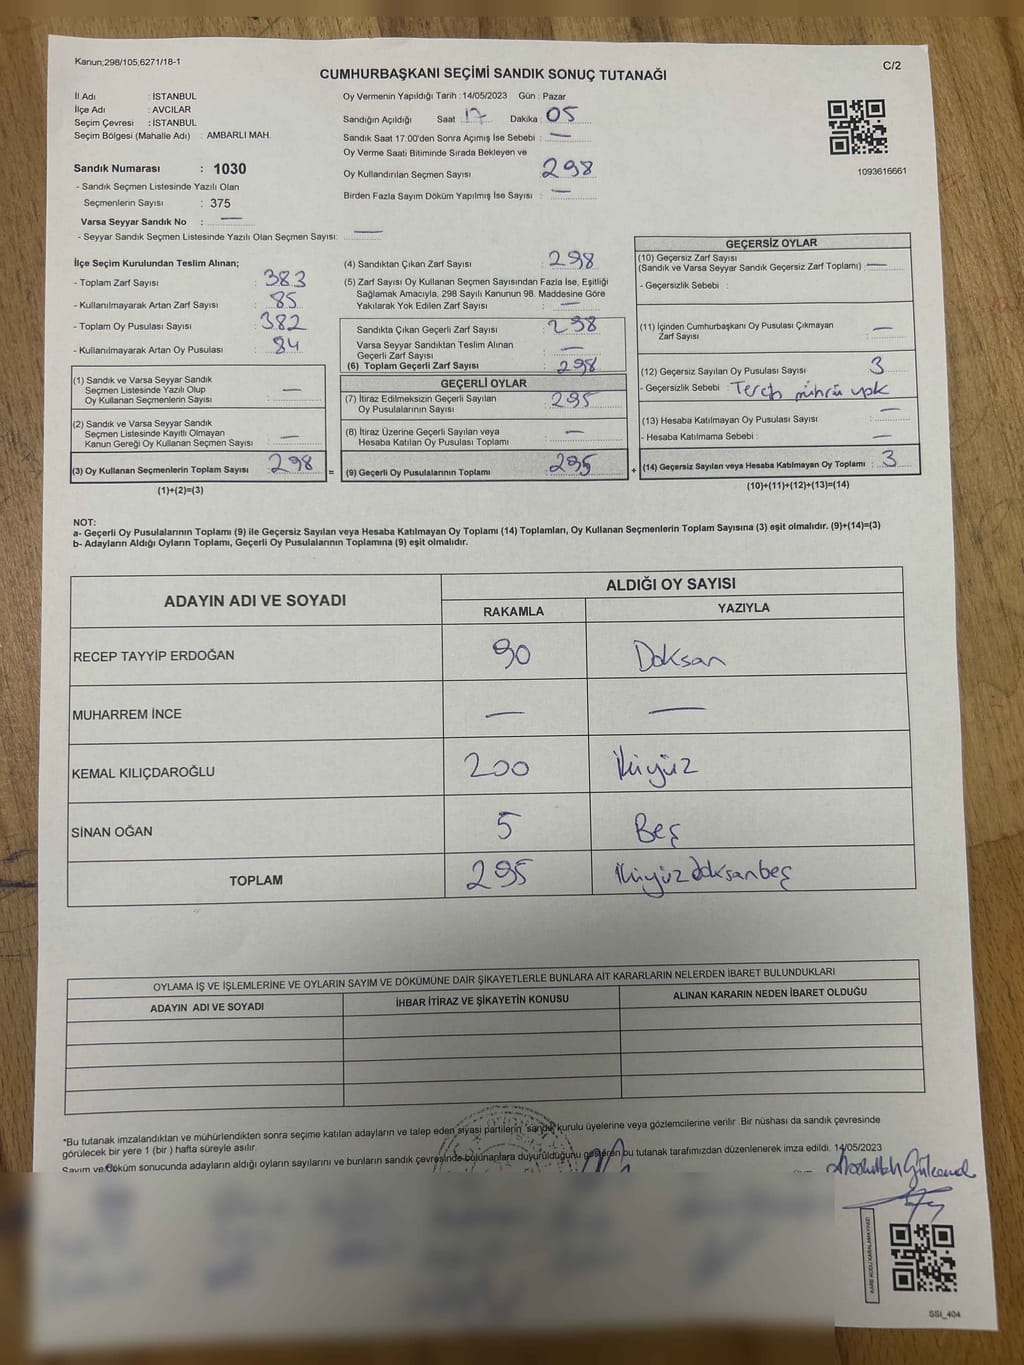 Kanun;298/105,6271/18-1
C/2
CUMHURBAŞKANI SEÇİMİ SANDIK SONUÇ TUTANAĞI
İl Adı : İSTANBUL
İlçe Adı : AVCILAR
Seçim Çevresi : İSTANBUL
Seçim Bölgesi (Mahalle Adı) : AMBARLI MAH.
Sandık Numarası : 1030
- Sandık Seçmen Listesinde Yazılı Olan
Seçmenlerin Sayısı : 375
Varsa Seyyar Sandık No : —
- Seyyar Sandık Seçmen Listesinde Yazılı Olan Seçmen Sayısı: —
Oy Vermenin Yapıldığı Tarih :14/05/2023 Gün : Pazar
Sandığın Açıldığı Saat 17 Dakika : 05
Sandık Saat 17:00'den Sonra Açımış İse Sebebi : —
Oy Verme Saati Bitiminde Sırada Bekleyen ve
Oy Kullandırılan Seçmen Sayısı : 298
Birden Fazla Sayım Döküm Yapılmış İse Sayısı : —
1093616661
İlçe Seçim Kurulundan Teslim Alınan;
- Toplam Zarf Sayısı : 383
- Kullanılmayarak Artan Zarf Sayısı : 85
- Toplam Oy Pusulası Sayısı : 382
- Kullanılmayarak Artan Oy Pusulası : 84
(1) Sandık ve Varsa Seyyar Sandık
Seçmen Listesinde Yazılı Olup
Oy Kullanan Seçmenlerin Sayısı : —
(2) Sandık ve Varsa Seyyar Sandık
Seçmen Listesinde Kayıtlı Olmayan
Kanun Gereği Oy Kullanan Seçmen Sayısı : —
(3) Oy Kullanan Seçmenlerin Toplam Sayısı : 298
(1)+(2)=(3)
(4) Sandıktan Çıkan Zarf Sayısı : 298
(5) Zarf Sayısı Oy Kullanan Seçmen Sayısından Fazla İse, Eşitliği
Sağlamak Amacıyla, 298 Sayılı Kanunun 98. Maddesine Göre
Yakılarak Yok Edilen Zarf Sayısı : —
Sandıkta Çıkan Geçerli Zarf Sayısı : 298
Varsa Seyyar Sandıktan Teslim Alınan
Geçerli Zarf Sayısı : —
(6) Toplam Geçerli Zarf Sayısı : 298
GEÇERLİ OYLAR
(7) İtiraz Edilmeksizin Geçerli Sayılan
Oy Pusulalarının Sayısı : 295
(8) İtiraz Üzerine Geçerli Sayılan veya
Hesaba Katılan Oy Pusulası Toplamı : —
= (9) Geçerli Oy Pusulalarının Toplamı : 295
GEÇERSİZ OYLAR
(10) Geçersiz Zarf Sayısı
(Sandık ve Varsa Seyyar Sandık Geçersiz Zarf Toplamı) : —
- Geçersizlik Sebebi :
(11) İçinden Cumhurbaşkanı Oy Pusulası Çıkmayan
Zarf Sayısı : —
(12) Geçersiz Sayılan Oy Pusulası Sayısı : 3
- Geçersizlik Sebebi : Tercih mührü yok
(13) Hesaba Katılmayan Oy Pusulası Sayısı : —
- Hesaba Katılmama Sebebi : —
+ (14) Geçersiz Sayılan veya Hesaba Katılmayan Oy Toplamı : 3
(10)+(11)+(12)+(13)=(14)
NOT:
a- Geçerli Oy Pusulalarının Toplamı (9) ile Geçersiz Sayılan veya Hesaba Katılmayan Oy Toplamı (14) Toplamları, Oy Kullanan Seçmenlerin Toplam Sayısına (3) eşit olmalıdır. (9)+(14)=(3)
b- Adayların Aldığı Oyların Toplamı, Geçerli Oy Pusulalarının Toplamına (9) eşit olmalıdır.
ADAYIN ADI VE SOYADI
ALDIĞI OY SAYISI
RAKAMLA YAZIYLA
RECEP TAYYİP ERDOĞAN 90 Doksan
MUHARREM İNCE — —
KEMAL KILIÇDAROĞLU 200 İkiyüz
SİNAN OĞAN 5 Beş
TOPLAM 295 İkiyüzdoksanbeş
OYLAMA İŞ VE İŞLEMLERİNE VE OYLARIN SAYIM VE DÖKÜMÜNE DAİR ŞİKAYETLERLE BUNLARA AİT KARARLARIN NELERDEN İBARET BULUNDUKLARI
ADAYIN ADI VE SOYADI İHBAR İTİRAZ VE ŞİKAYETİN KONUSU ALINAN KARARIN NEDEN İBARET OLDUĞU
*Bu tutanak imzalandıktan ve mühürlendikten sonra seçime katılan adayların ve talep eden siyasi partilerin sandık kurulu üyelerine veya gözlemcilerine verilir. Bir nüshası da sandık çevresinde
görülecek bir yere 1 (bir ) hafta süreyle asılır.
Sayım ve döküm sonucunda adayların aldığı oyların sayılarını ve bunların sandık çevresinde bulunanlara duyurulduğunu gösteren bu tutanak tarafımızdan düzenlenerek imza edildi. 14/05/2023
KARE KODU KARALAMAYINIZ!
SSI_404